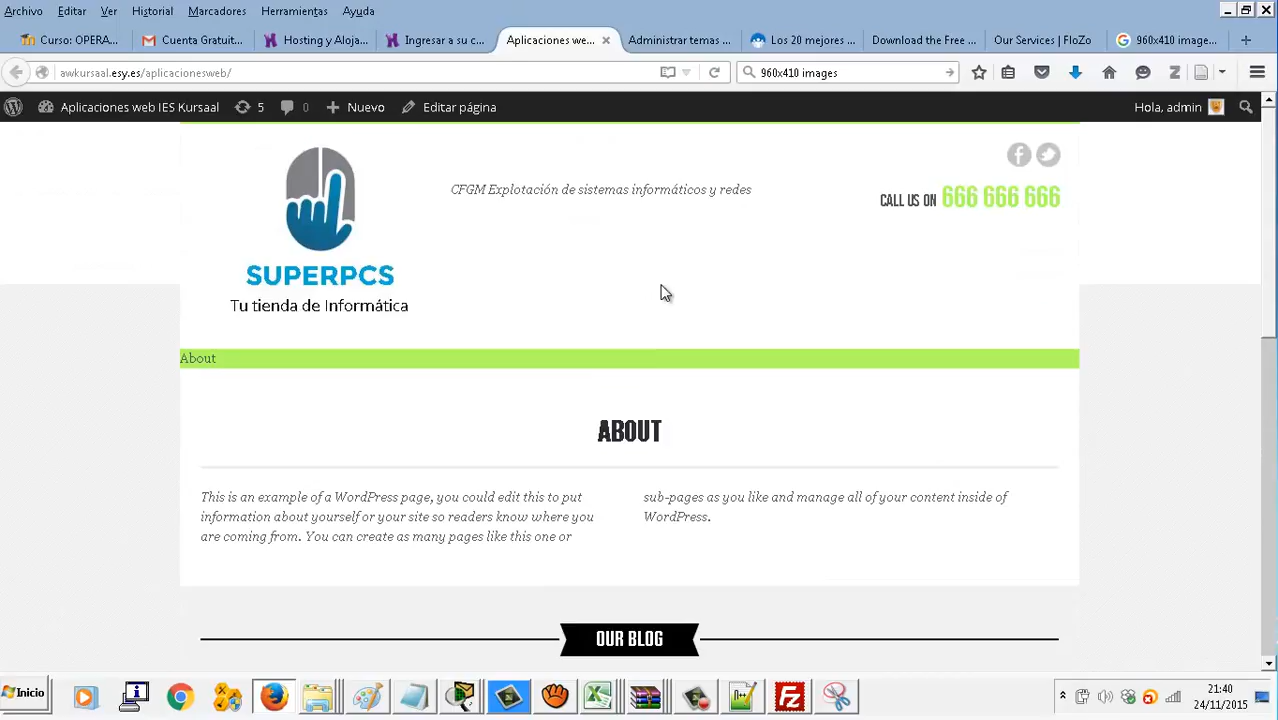 Archivo Editar Ver Historial Marcadores Herramientas Ayuda
Curso: OPERA... Cuenta Gratuit... Hosting y Aloja... Ingresar a su c... Aplicaciones we... Administrar temas ... Los 20 mejores ... Download the Free ... Our Services | FloZo 960x410 images...
awkursaal.esy.es/aplicacionesweb/ 960x410 images
Aplicaciones web IES Kursaal 5 0 Nuevo Editar página Hola, admin
CFGM Explotación de sistemas informáticos y redes
CALL US ON 666 666 666
SUPERPCS
Tu tienda de Informática
About
ABOUT
This is an example of a WordPress page, you could edit this to put
information about yourself or your site so readers know where you
are coming from. You can create as many pages like this one or
sub-pages as you like and manage all of your content inside of
WordPress.
OUR BLOG
Inicio
21:40
24/11/2015